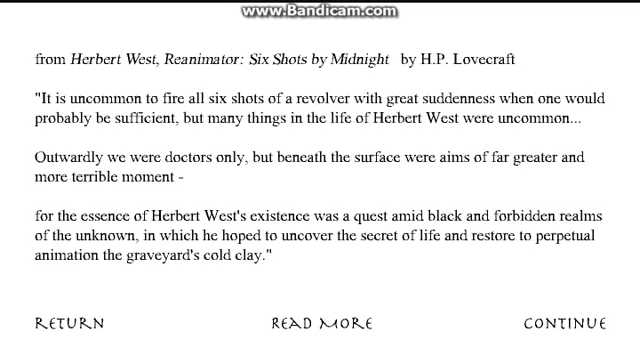 www.Bandicam.com
from Herbert West, Reanimator: Six Shots by Midnight by H.P. Lovecraft
"It is uncommon to fire all six shots of a revolver with great suddenness when one would
probably be sufficient, but many things in the life of Herbert West were uncommon...
Outwardly we were doctors only, but beneath the surface were aims of far greater and
more terrible moment -
for the essence of Herbert West's existence was a quest amid black and forbidden realms
of the unknown, in which he hoped to uncover the secret of life and restore to perpetual
animation the graveyard's cold clay."
RETURN READ MORE CONTINUE